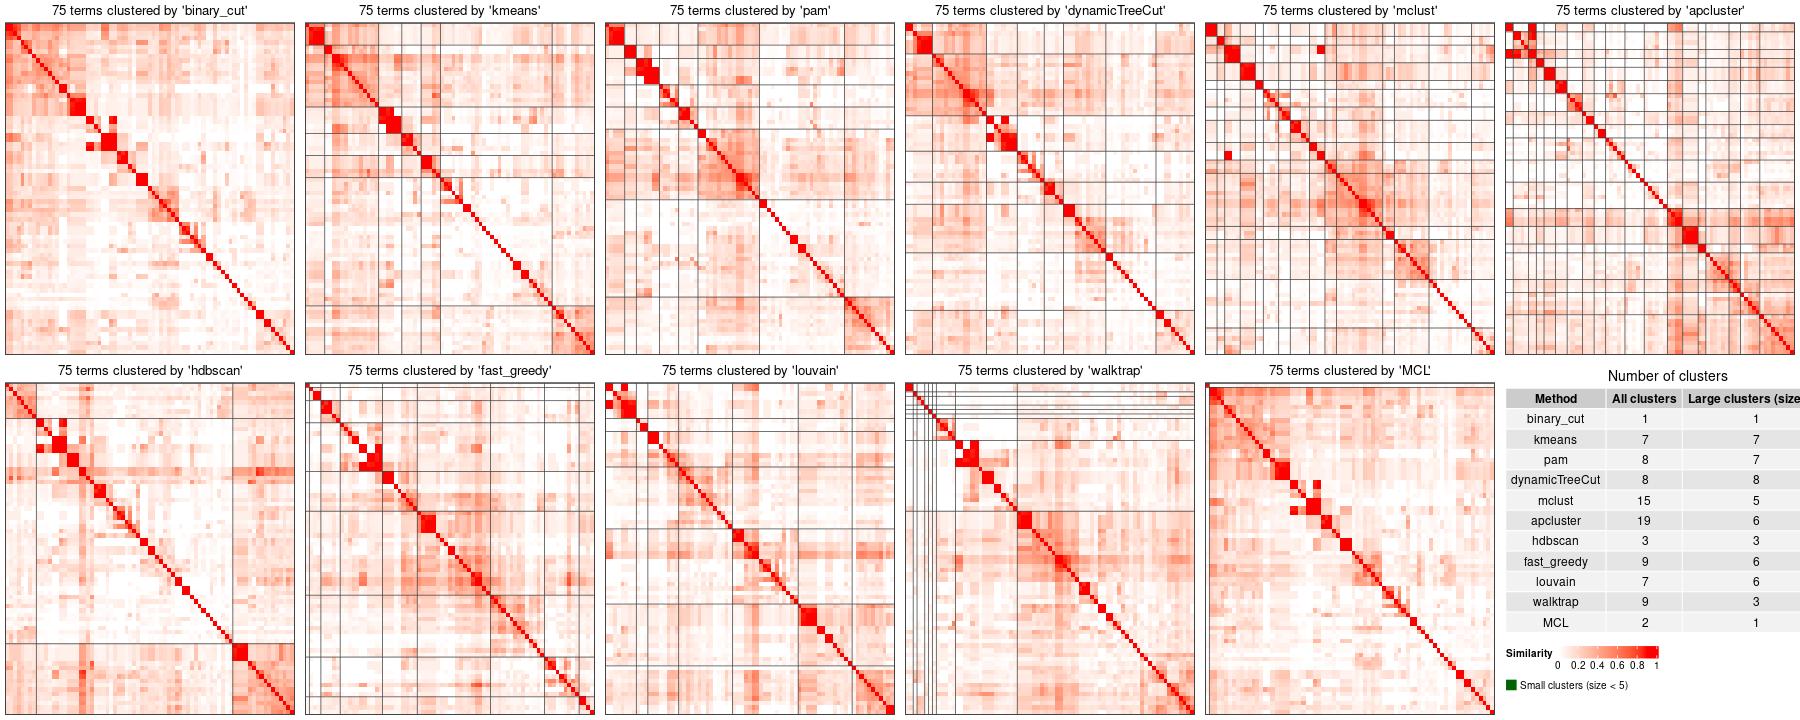 75 terms clustered by 'binary_cut'
75 terms clustered by 'kmeans'
75 terms clustered by 'pam'
75 terms clustered by 'dynamicTreeCut'
75 terms clustered by 'mclust'
75 terms clustered by 'apcluster'
75 terms clustered by 'hdbscan'
75 terms clustered by 'fast_greedy'
75 terms clustered by 'louvain'
75 terms clustered by 'walktrap'
75 terms clustered by 'MCL'
Number of clusters
Method All clusters Large clusters (size
binary_cut 1 1
kmeans 7 7
pam 8 7
dynamicTreeCut 8 8
mclust 15 5
apcluster 19 6
hdbscan 3 3
fast_greedy 9 6
louvain 7 6
walktrap 9 3
MCL 2 1
Similarity
0 0.2 0.4 0.6 0.8 1
Small clusters (size < 5)